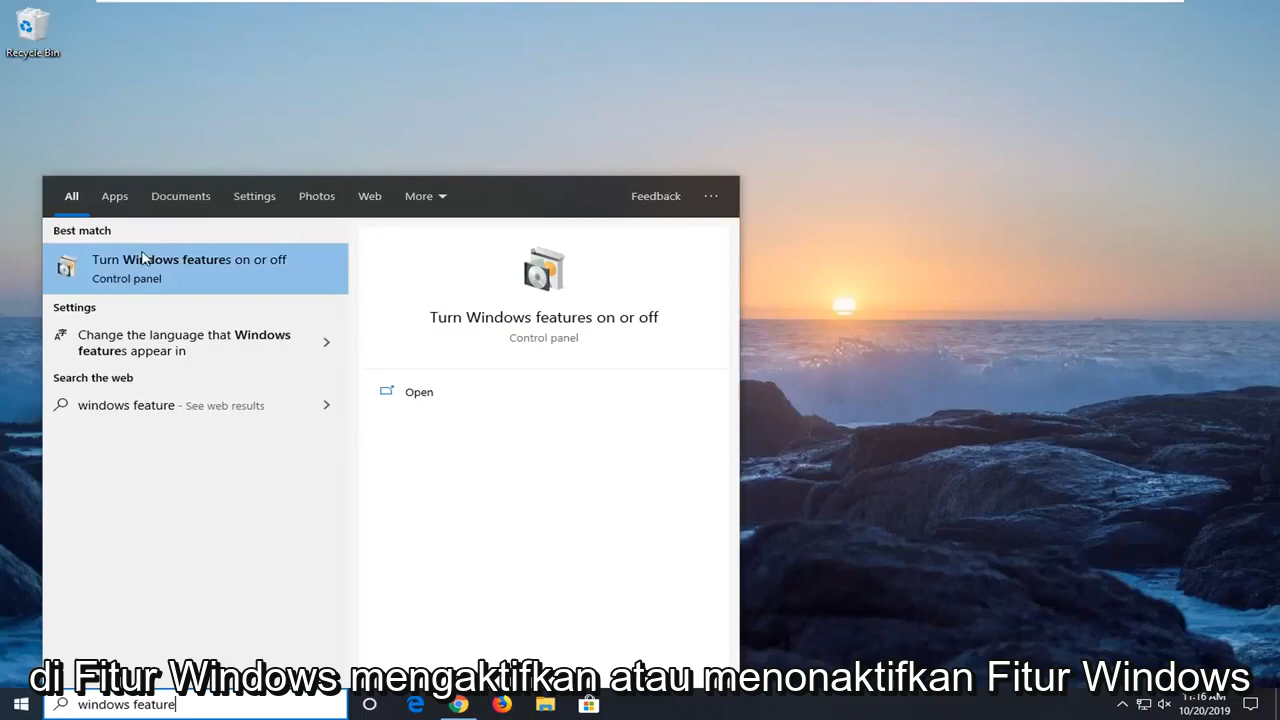 Recycle Bin
All
Apps
Documents
Settings
Photos
Web
More
Feedback
Best match
Turn Windows features on or off
Control panel
Settings
Change the language that Windows
features appear in
Search the web
windows feature - See web results
Turn Windows features on or off
Control panel
Open
di Fitur Windows mengaktifkan atau menonaktifkan Fitur Windows
windows feature
11:16 AM
10/20/2019